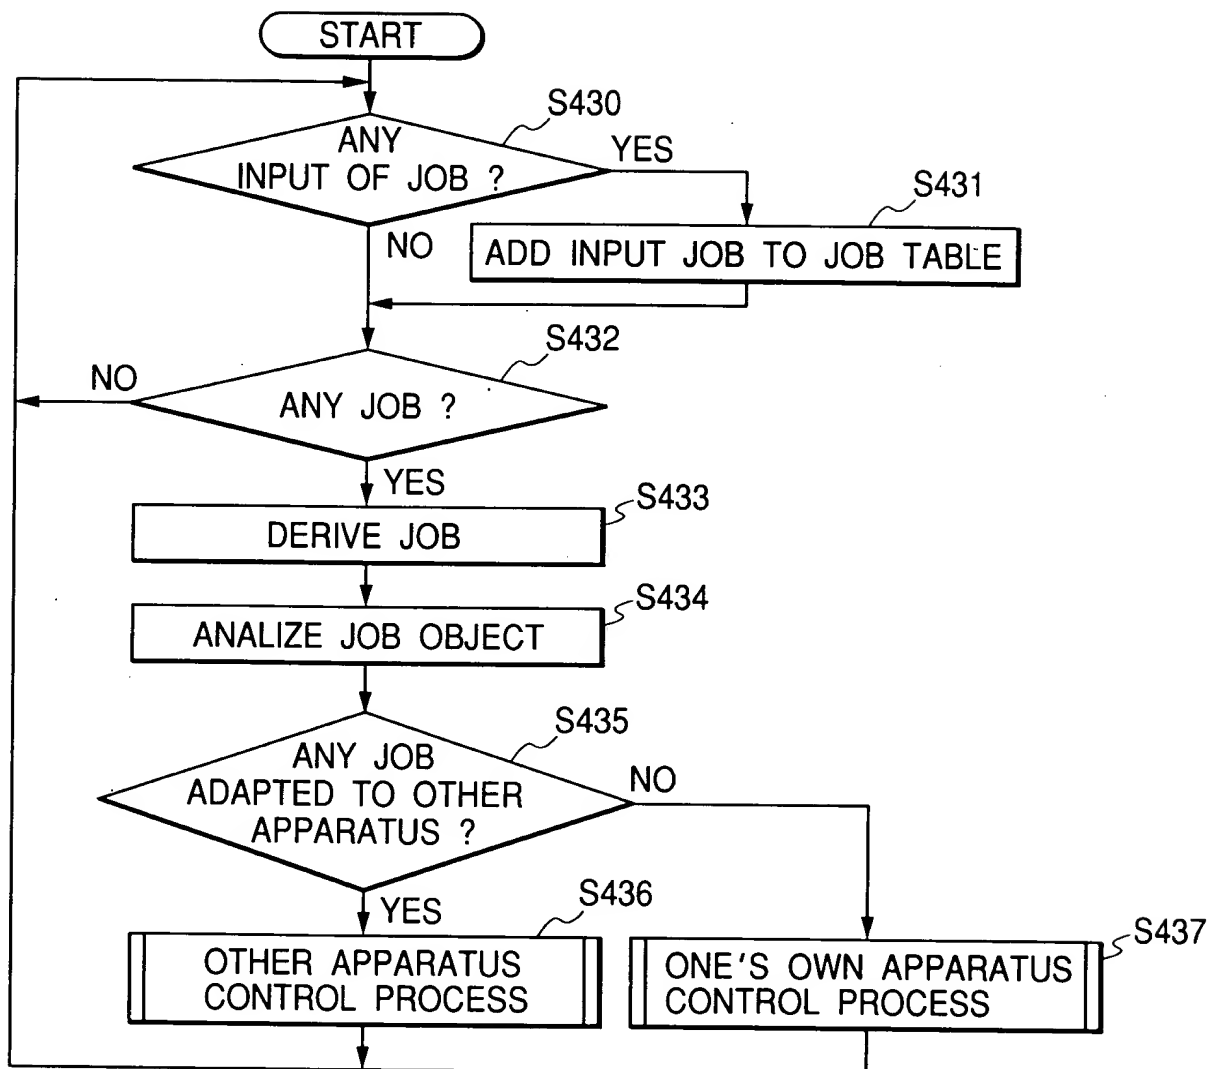 START
S430
ANY
INPUT OF JOB ?
YES
S431
ADD INPUT JOB TO JOB TABLE
NO
S432
NO
ANY JOB ?
YES
S433
DERIVE JOB
S434
ANALIZE JOB OBJECT
S435
ANY JOB
ADAPTED TO OTHER
APPARATUS ?
NO
YES
S436
OTHER APPARATUS
CONTROL PROCESS
S437
ONE'S OWN APPARATUS
CONTROL PROCESS